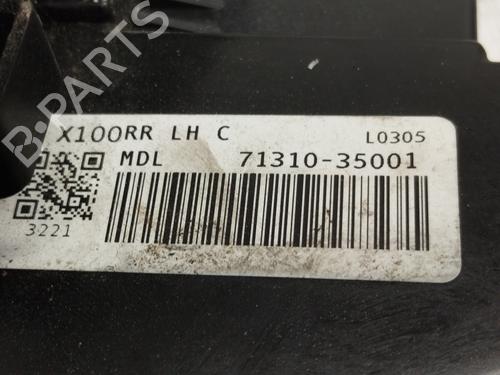 B-PARTS
X100RR LH C L0305
MDL 71310-35001
3221